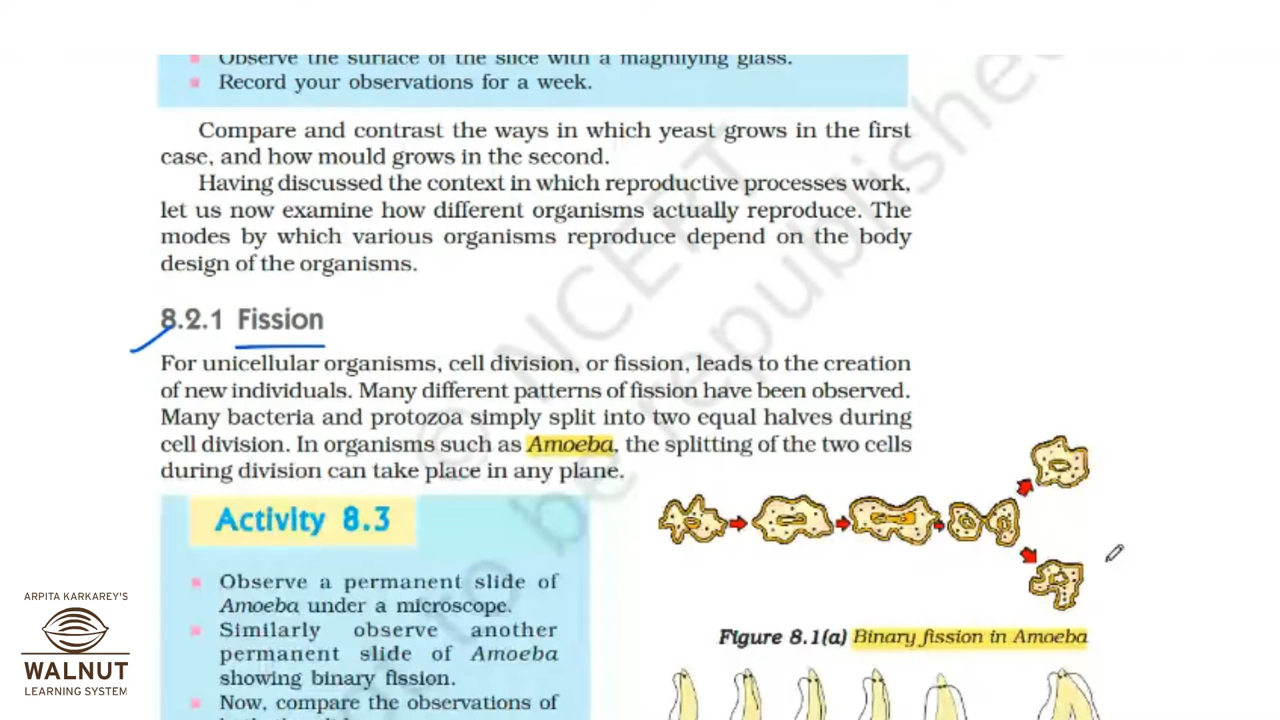 Observe the surface of the slice with a magnifying glass.
Record your observations for a week.
Compare and contrast the ways in which yeast grows in the first
case, and how mould grows in the second.
Having discussed the context in which reproductive processes work,
let us now examine how different organisms actually reproduce. The
modes by which various organisms reproduce depend on the body
design of the organisms.
8.2.1 Fission
For unicellular organisms, cell division, or fission, leads to the creation
of new individuals. Many different patterns of fission have been observed.
Many bacteria and protozoa simply split into two equal halves during
cell division. In organisms such as Amoeba, the splitting of the two cells
during division can take place in any plane.
Activity 8.3
Observe a permanent slide of
Amoeba under a microscope.
Similarly observe another
permanent slide of Amoeba
showing binary fission.
Now, compare the observations of
Figure 8.1(a) Binary fission in Amoeba
© NCERT
be republished
ARPITA KARKAREY'S
WALNUT
LEARNING SYSTEM